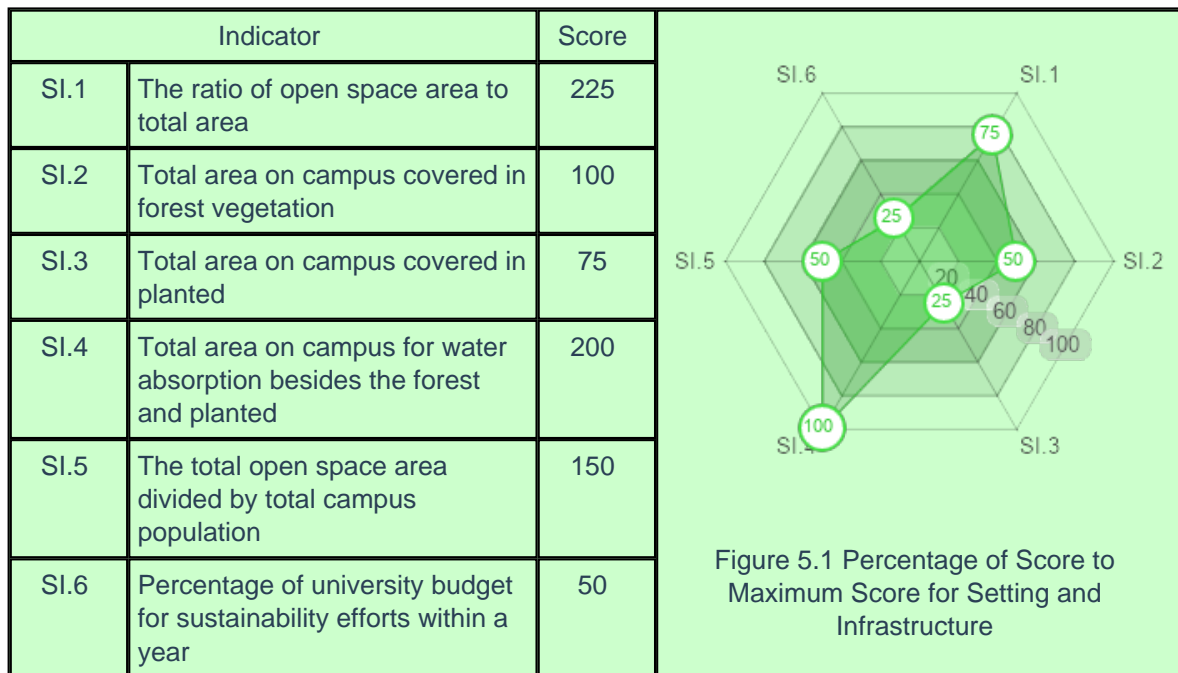 Indicator Score
SI.1 The ratio of open space area to 225
total area
SI.2 Total area on campus covered in 100
forest vegetation
SI.3 Total area on campus covered in 75
planted
SI.4 Total area on campus for water 200
absorption besides the forest
and planted
SI.5 The total open space area 150
divided by total campus
population
SI.6 Percentage of university budget 50
for sustainability efforts within a
year
SI.6 SI.1
75
25
SI.5 50 50 SI.2
20
25 40
60
80
100
100
SI.4 SI.3
Figure 5.1 Percentage of Score to
Maximum Score for Setting and
Infrastructure